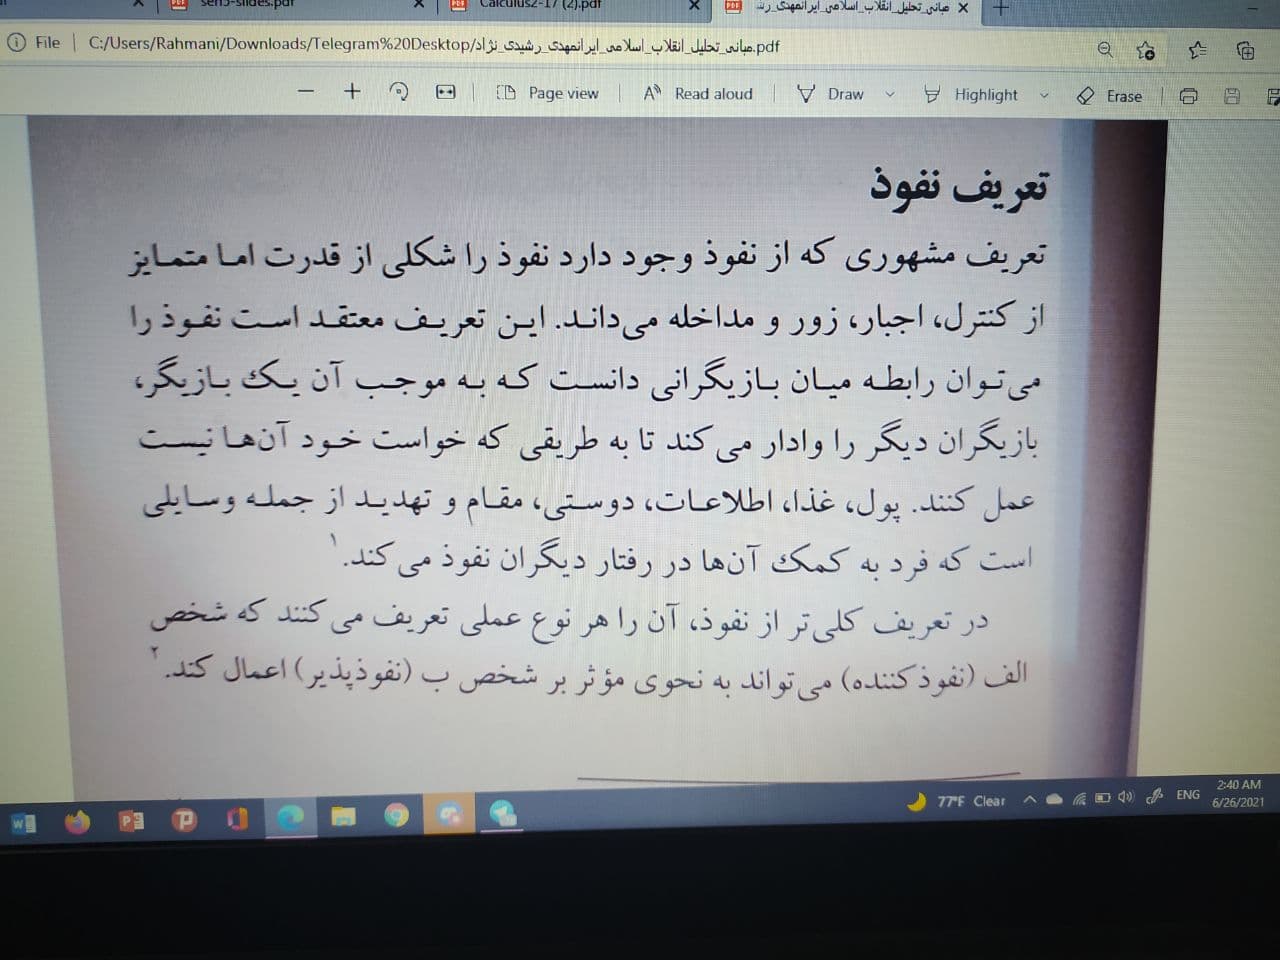 sen5-slides.pdf
Calculus2-17 (2).pdf
مبانی_تحلیل_انقلاب_اسلامی_ایرانمهدی_رش
File
C:/Users/Rahmani/Downloads/Telegram%20Desktop/مبانی_تحلیل_انقلاب_اسلامی_ایرانمهدی_رشیدی_نژاد.pdf
Page view
Read aloud
Draw
Highlight
Erase
تعریف نفوذ
تعریف مشهوری که از نفوذ وجود دارد نفوذ را شکلی از قدرت اما متمایز
از کنترل، اجبار، زور و مداخله می‌داند. این تعریف معتقد است نفوذ را
می‌توان رابطه میان بازیگرانی دانست که به موجب آن یک بازیگر،
بازیگران دیگر را وادار می‌کند تا به طریقی که خواست خود آن‌ها نیست
عمل کنند. پول، غذا، اطلاعات، دوستی، مقام و تهدید از جمله وسایلی
است که فرد به کمک آن‌ها در رفتار دیگران نفوذ می‌کند.۱
در تعریف کلی‌تر از نفوذ، آن را هر نوع عملی تعریف می‌کنند که شخص
الف (نفوذکننده) می‌تواند به نحوی مؤثر بر شخص ب (نفوذپذیر) اعمال کند.۲
77°F Clear
ENG
2:40 AM
6/26/2021